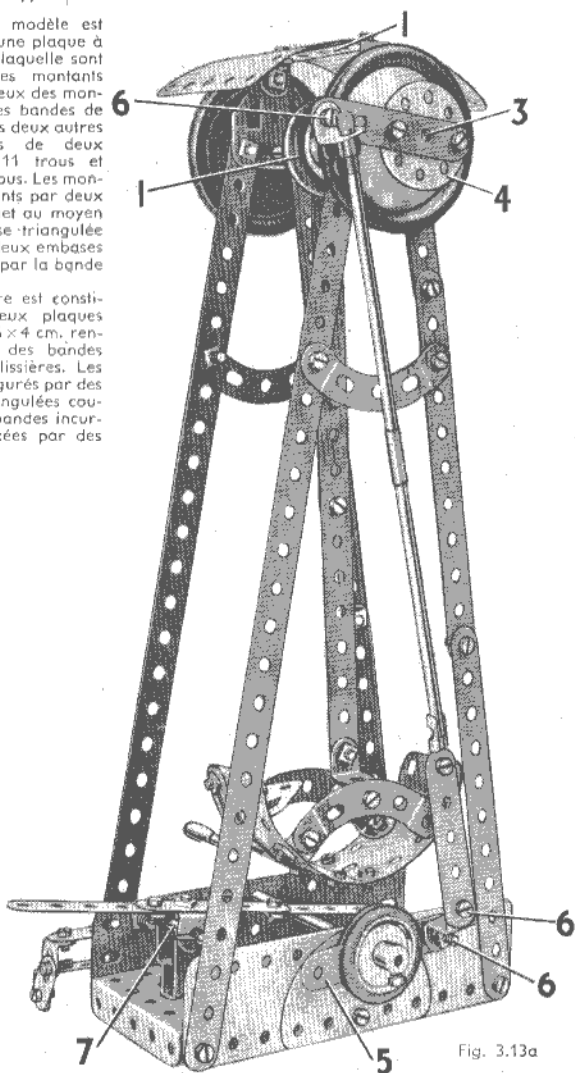 modèle est
une plaque à
laquelle sont
es montants
eux des mon-
es bandes de
s deux autres
s de deux
11 trous et
ous. Les mon-
nts par deux
et au moyen
se triangulée
eux embases
par la bande
re est consti-
eux plaques
× 4 cm. ren-
des bandes
lissières. Les
gurés par des
ngulées cou-
bandes incur-
ées par des
1
6
3
1
4
6
6
7
5
Fig. 3.13a